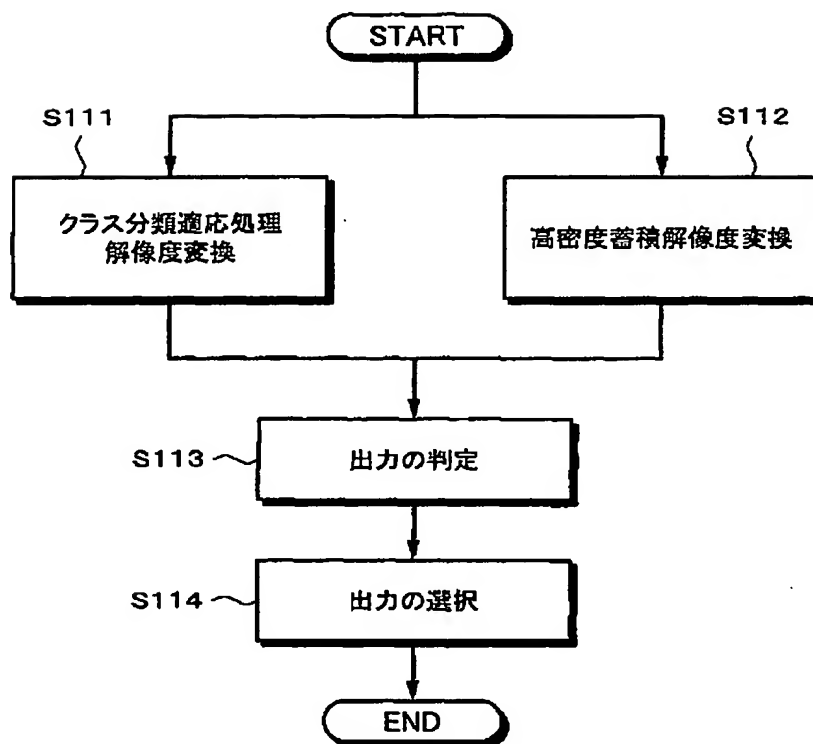 START
S111
S112
クラス分類適応処理
解像度変換
高密度蓄積解像度変換
S113
出力の判定
S114
出力の選択
END